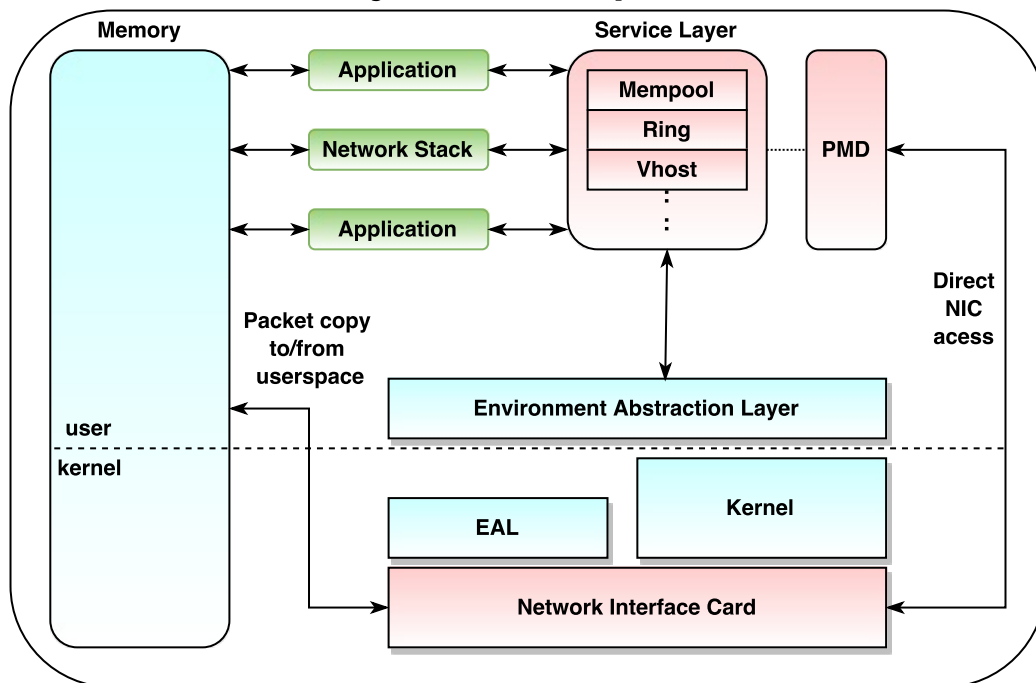 Memory
Service Layer
Application
Mempool
Ring
Network Stack
Vhost
PMD
Application
Direct
NIC
acess
Packet copy
to/from
userspace
Environment Abstraction Layer
user
kernel
Kernel
EAL
Network Interface Card